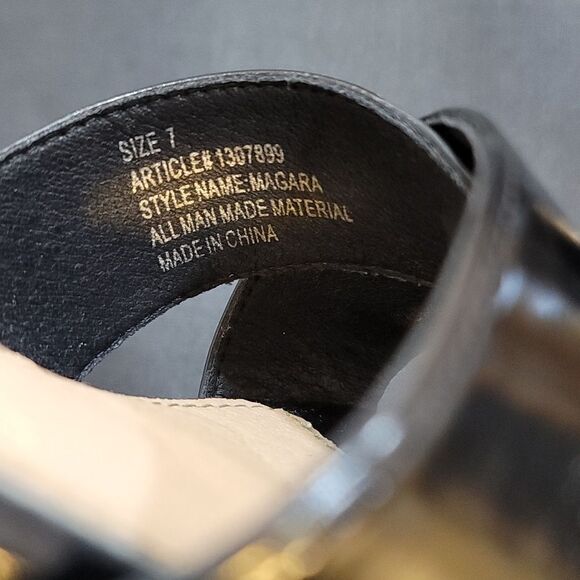 SIZE 7
ARTICLE# 1307899
STYLE NAME:MAGARA
ALL MAN MADE MATERIAL
MADE IN CHINA